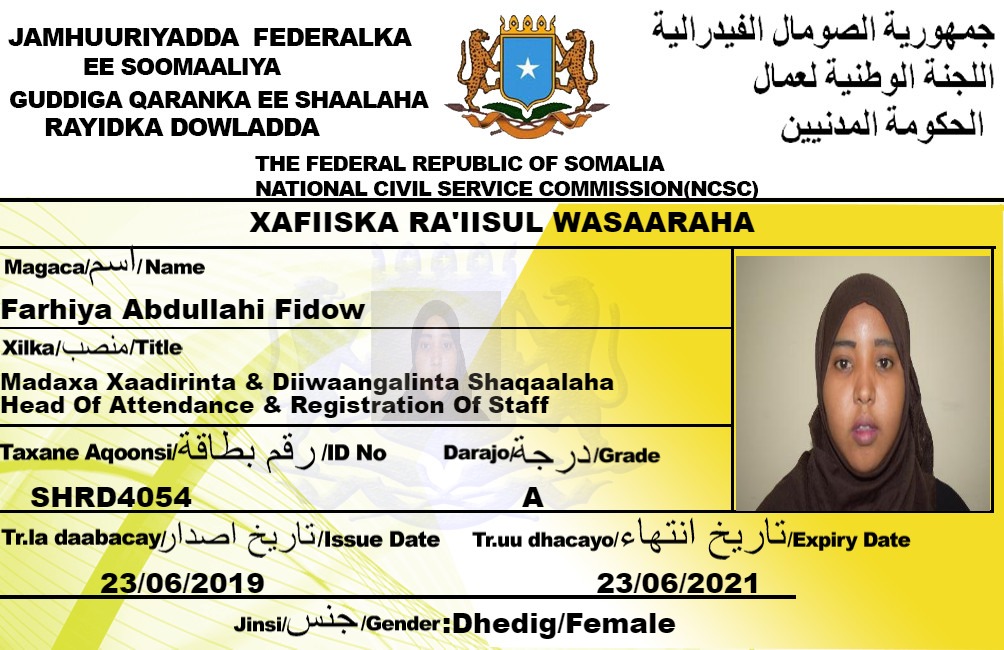 JAMHUURIYADDA FEDERALKA
EE SOOMAALIYA
GUDDIGA QARANKA EE SHAALAHA
RAYIDKA DOWLADDA
جمهورية الصومال الفيدرالية
اللجنة الوطنية لعمال
الحكومة المدنيين
THE FEDERAL REPUBLIC OF SOMALIA
NATIONAL CIVIL SERVICE COMMISSION(NCSC)
XAFIISKA RA'IISUL WASAARAHA
Magaca/اسم/Name
Farhiya Abdullahi Fidow
Xilka/منصب/Title
Madaxa Xaadirinta & Diiwaangalinta Shaqaalaha
Head Of Attendance & Registration Of Staff
Taxane Aqoonsi/رقم بطاقة/ID No Darajo/درجة/Grade
SHRD4054 A
Tr.la daabacay/تاريخ اصدار/Issue Date Tr.uu dhacayo/تاريخ انتهاء/Expiry Date
23/06/2019 23/06/2021
Jinsi/جنس/Gender:Dhedig/Female